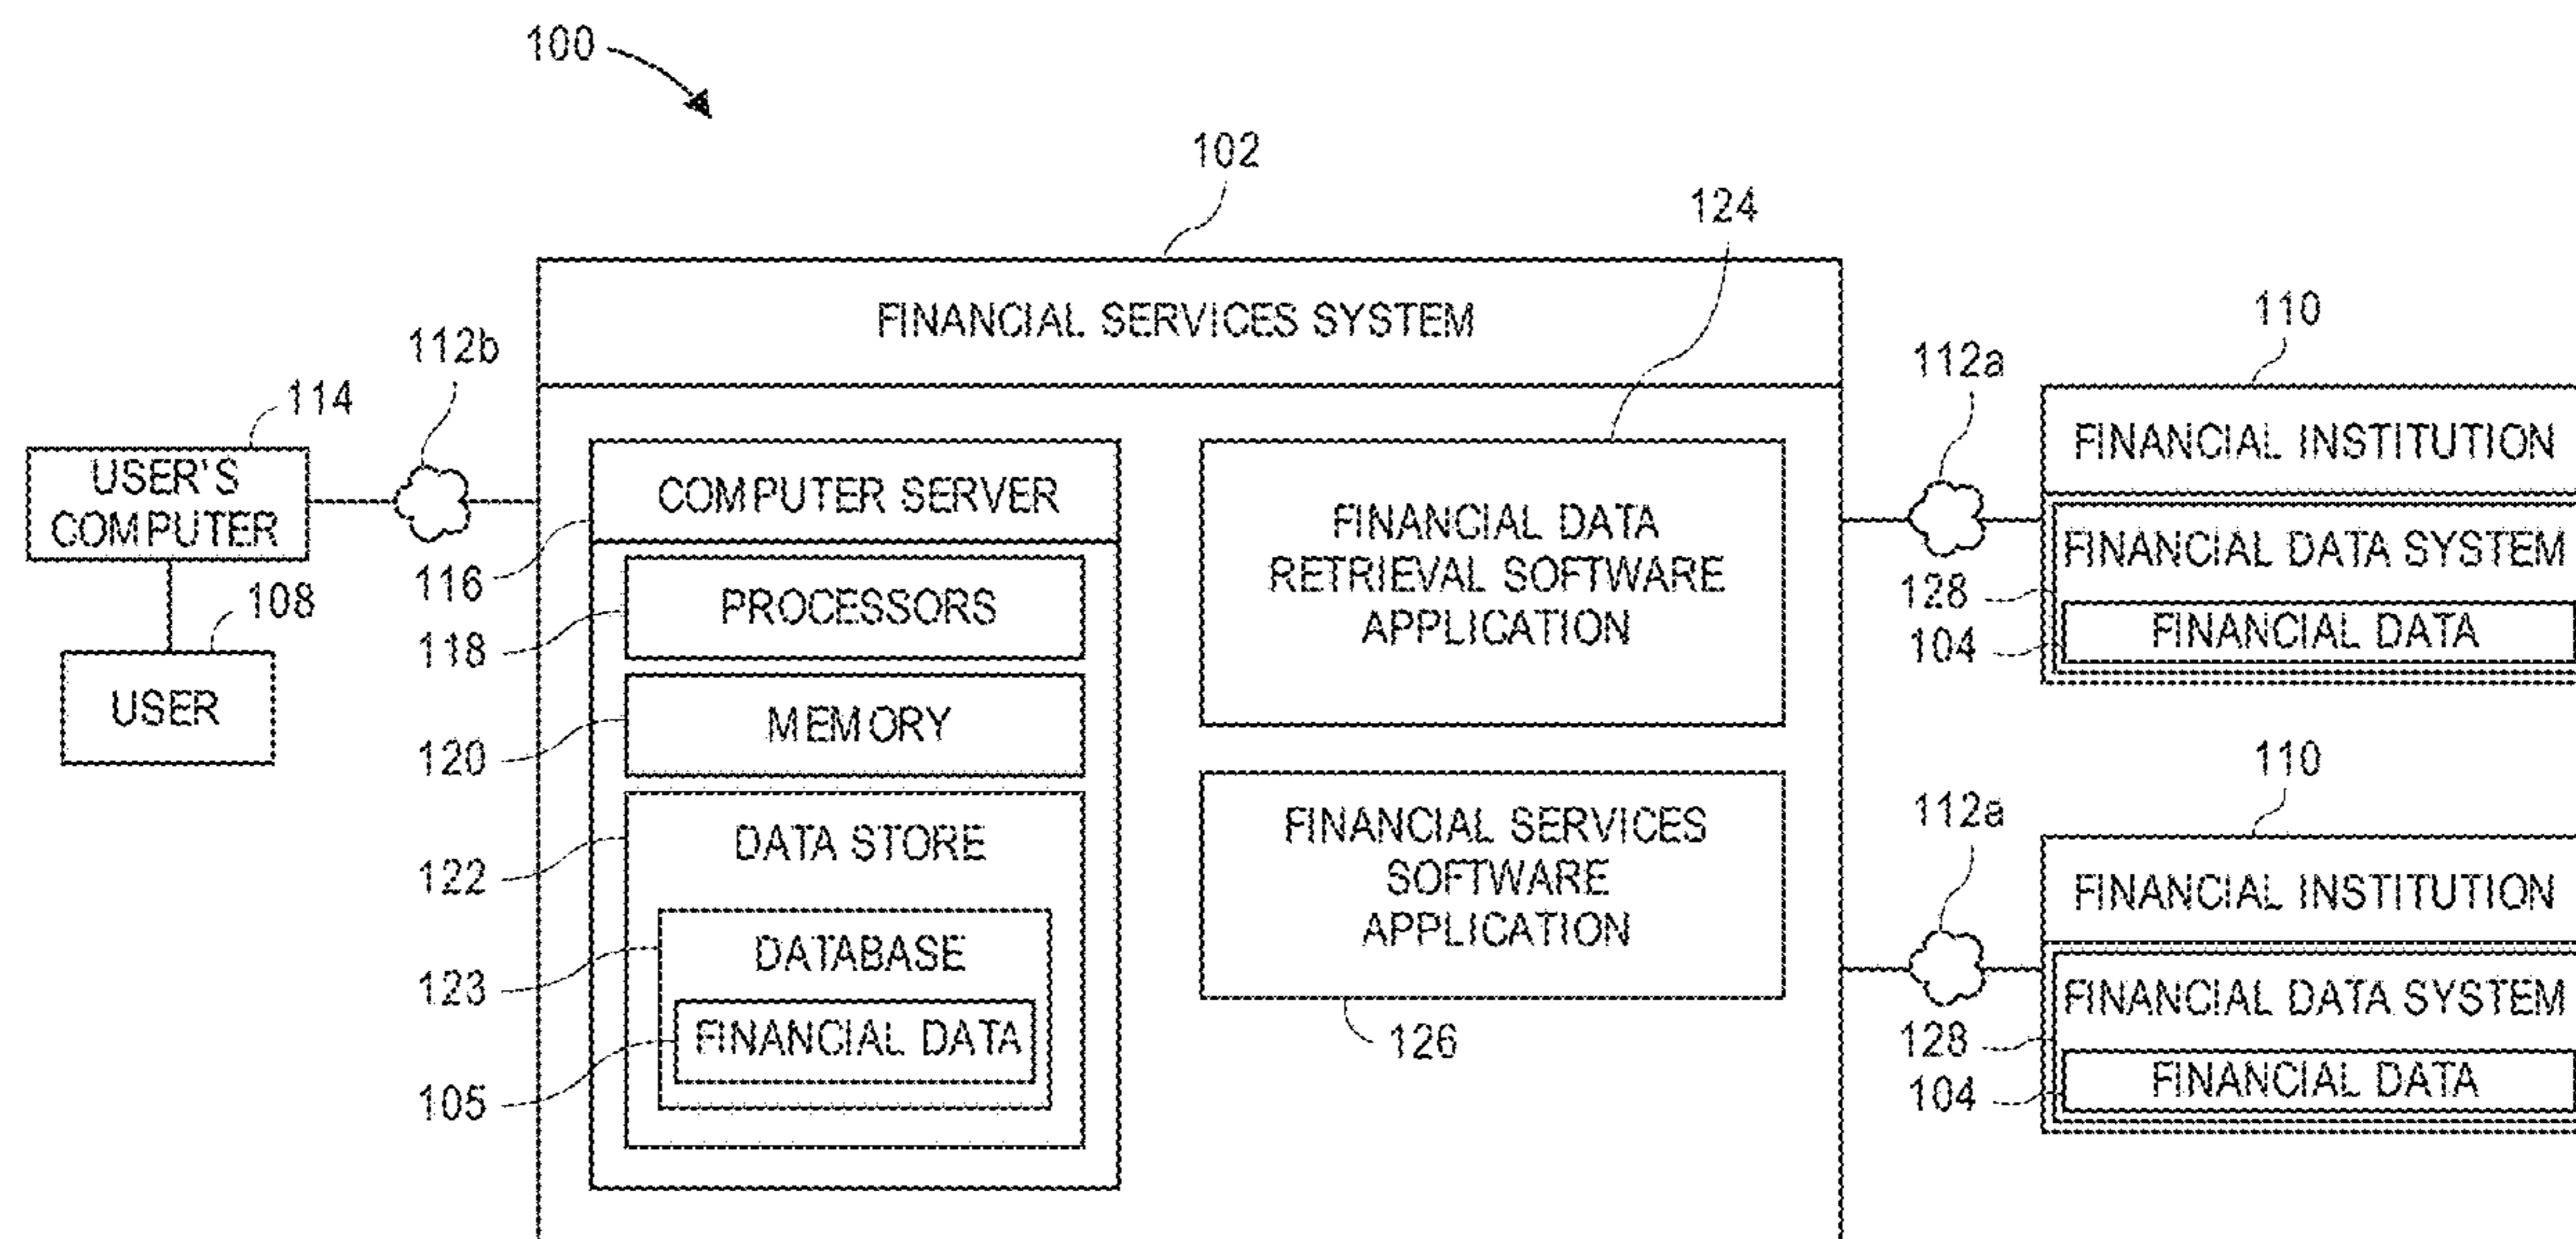 100
102
124
FINANCIAL SERVICES SYSTEM
112b
114
USER'S
COMPUTER
108
USER
COMPUTER SERVER
116
PROCESSORS
118
MEMORY
120
DATA STORE
122
DATABASE
123
FINANCIAL DATA
105
FINANCIAL DATA
RETRIEVAL SOFTWARE
APPLICATION
FINANCIAL SERVICES
SOFTWARE
APPLICATION
126
112a
110
FINANCIAL INSTITUTION
FINANCIAL DATA SYSTEM
128
104
FINANCIAL DATA
112a
110
FINANCIAL INSTITUTION
FINANCIAL DATA SYSTEM
128
104
FINANCIAL DATA